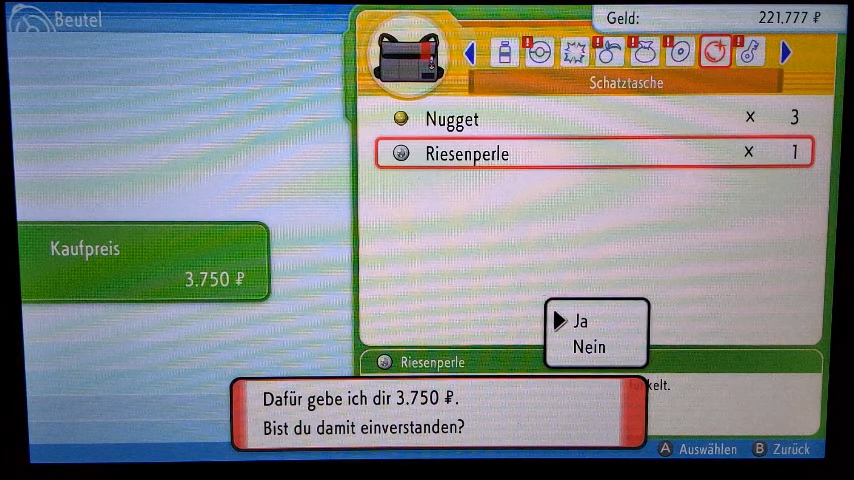 Beutel
Geld: 221.777 ₽
Schatztasche
Nugget × 3
Riesenperle × 1
Kaufpreis
3.750 ₽
Ja
Nein
Riesenperle
Dafür gebe ich dir 3.750 ₽.
Bist du damit einverstanden?
A Auswählen B Zurück